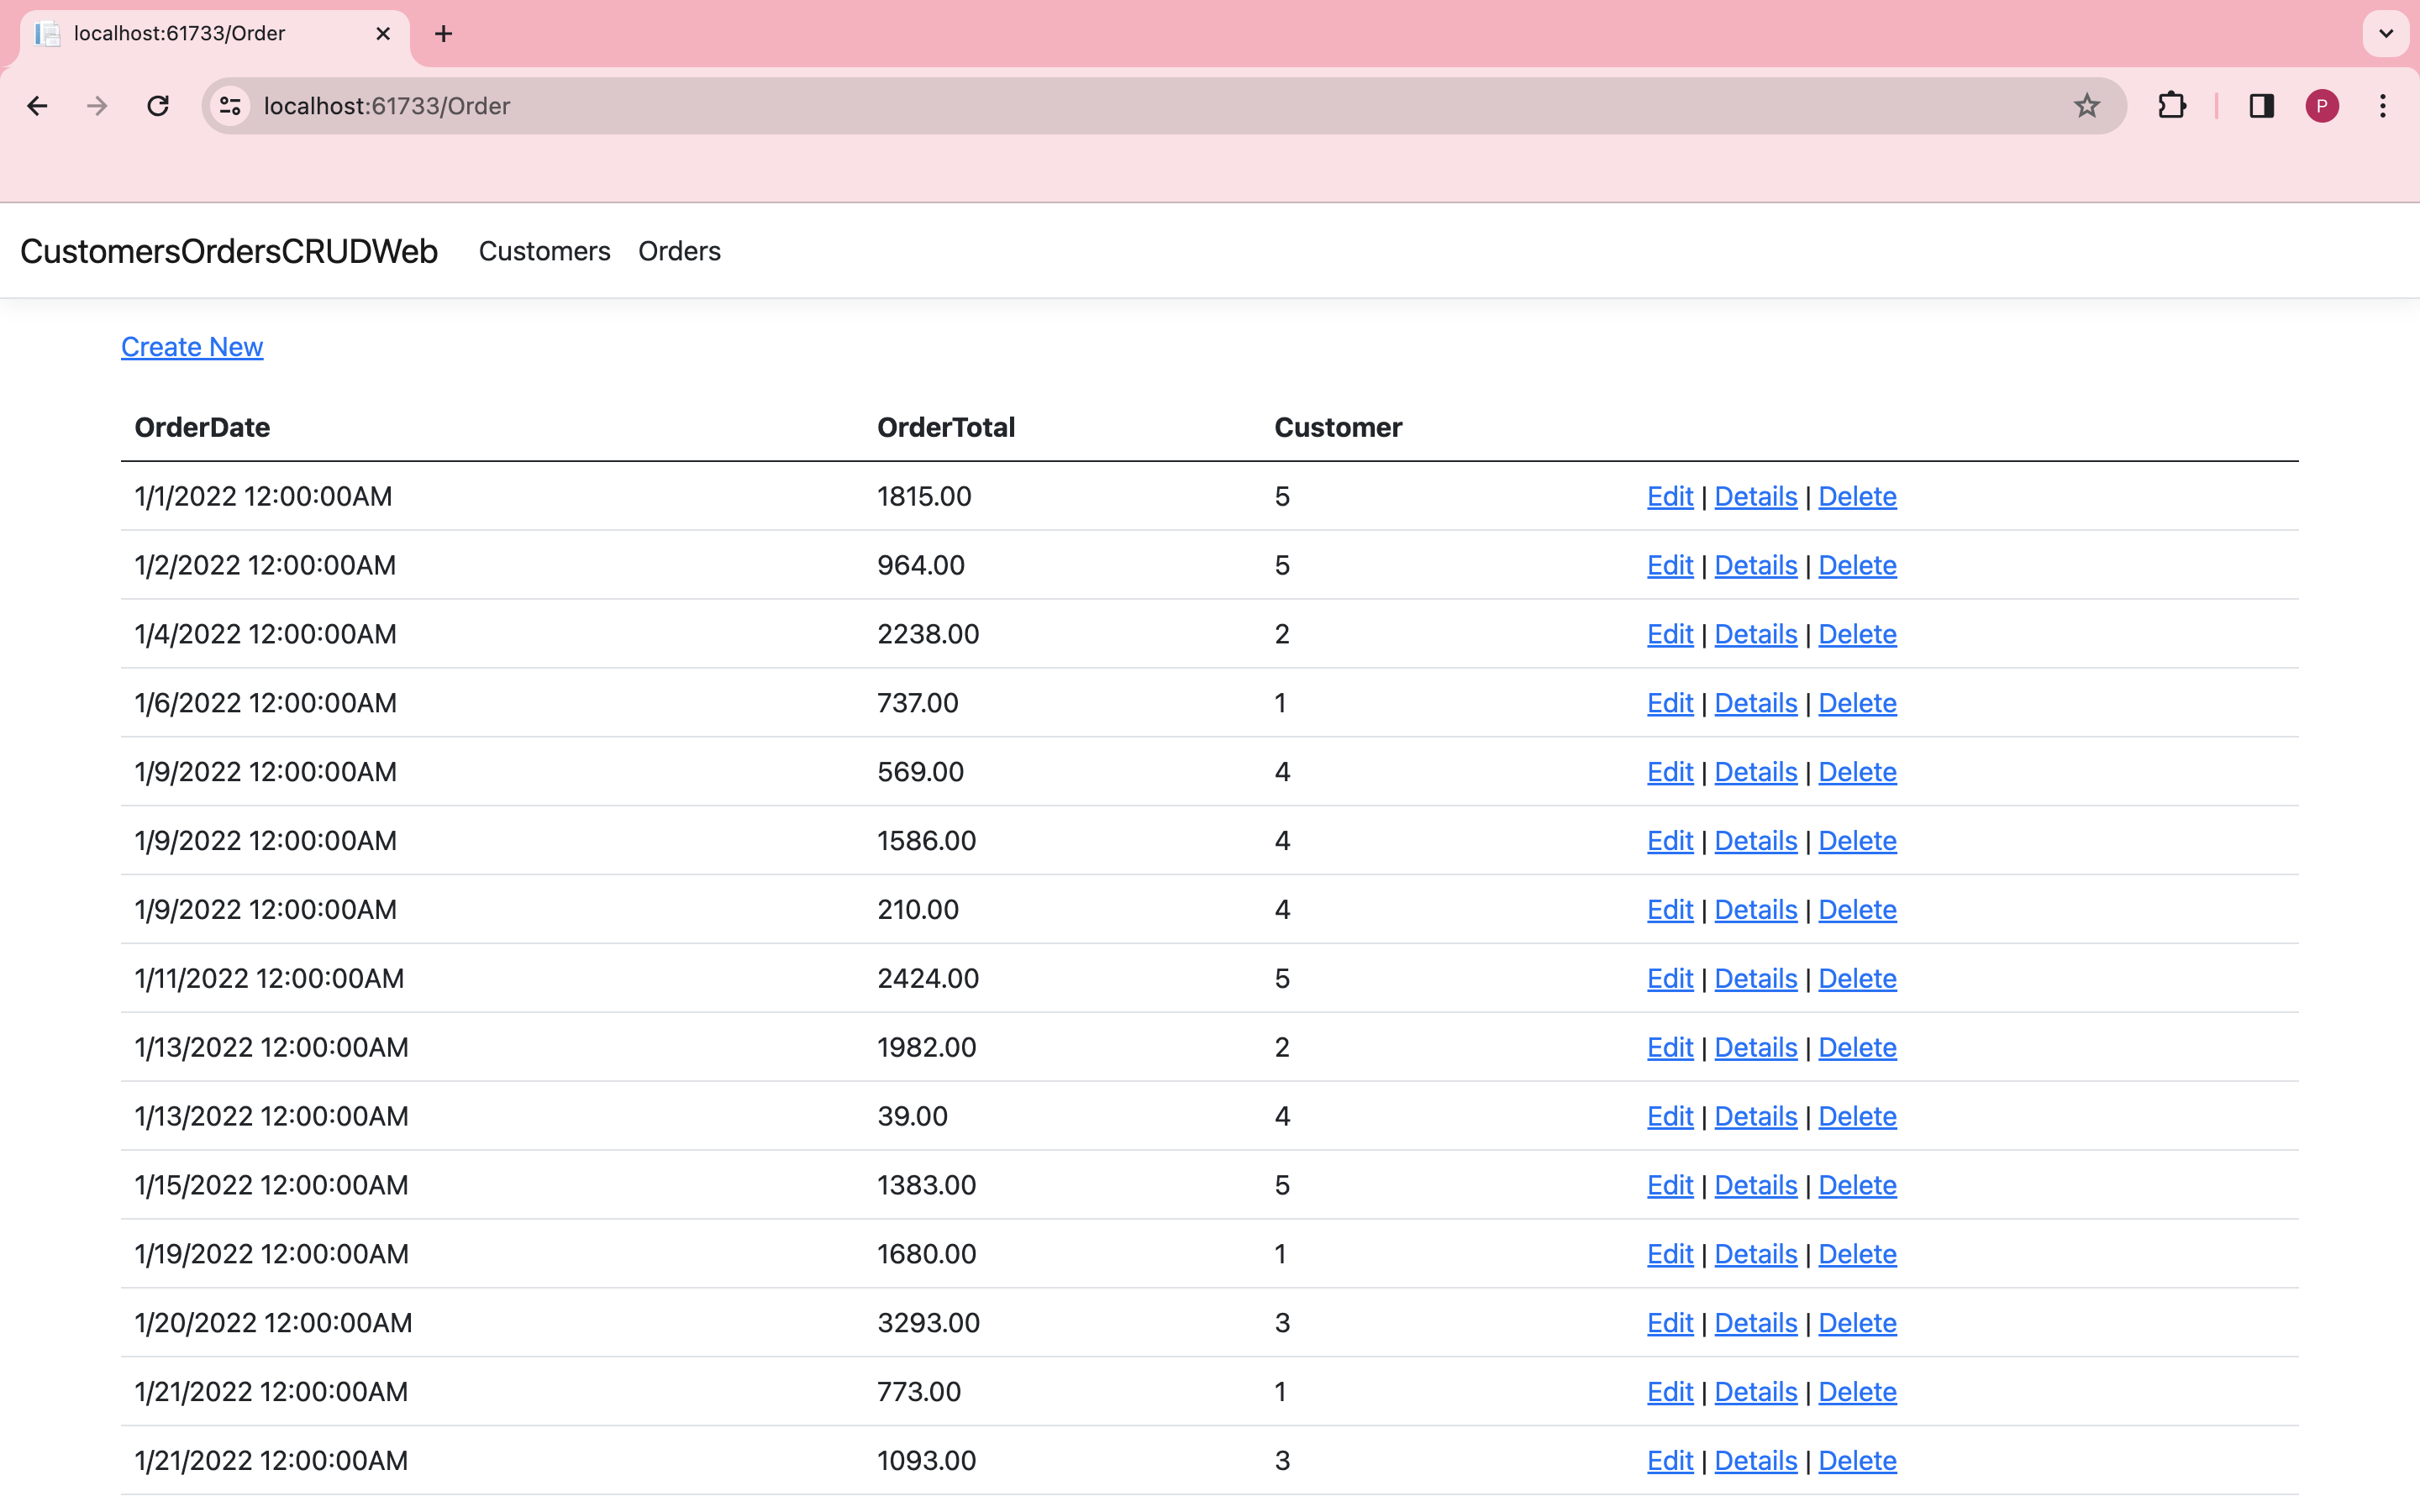 localhost:61733/Order
localhost:61733/Order
P
CustomersOrdersCRUDWeb Customers Orders
Create New
OrderDate OrderTotal Customer
1/1/2022 12:00:00AM 1815.00 5 Edit | Details | Delete
1/2/2022 12:00:00AM 964.00 5 Edit | Details | Delete
1/4/2022 12:00:00AM 2238.00 2 Edit | Details | Delete
1/6/2022 12:00:00AM 737.00 1 Edit | Details | Delete
1/9/2022 12:00:00AM 569.00 4 Edit | Details | Delete
1/9/2022 12:00:00AM 1586.00 4 Edit | Details | Delete
1/9/2022 12:00:00AM 210.00 4 Edit | Details | Delete
1/11/2022 12:00:00AM 2424.00 5 Edit | Details | Delete
1/13/2022 12:00:00AM 1982.00 2 Edit | Details | Delete
1/13/2022 12:00:00AM 39.00 4 Edit | Details | Delete
1/15/2022 12:00:00AM 1383.00 5 Edit | Details | Delete
1/19/2022 12:00:00AM 1680.00 1 Edit | Details | Delete
1/20/2022 12:00:00AM 3293.00 3 Edit | Details | Delete
1/21/2022 12:00:00AM 773.00 1 Edit | Details | Delete
1/21/2022 12:00:00AM 1093.00 3 Edit | Details | Delete